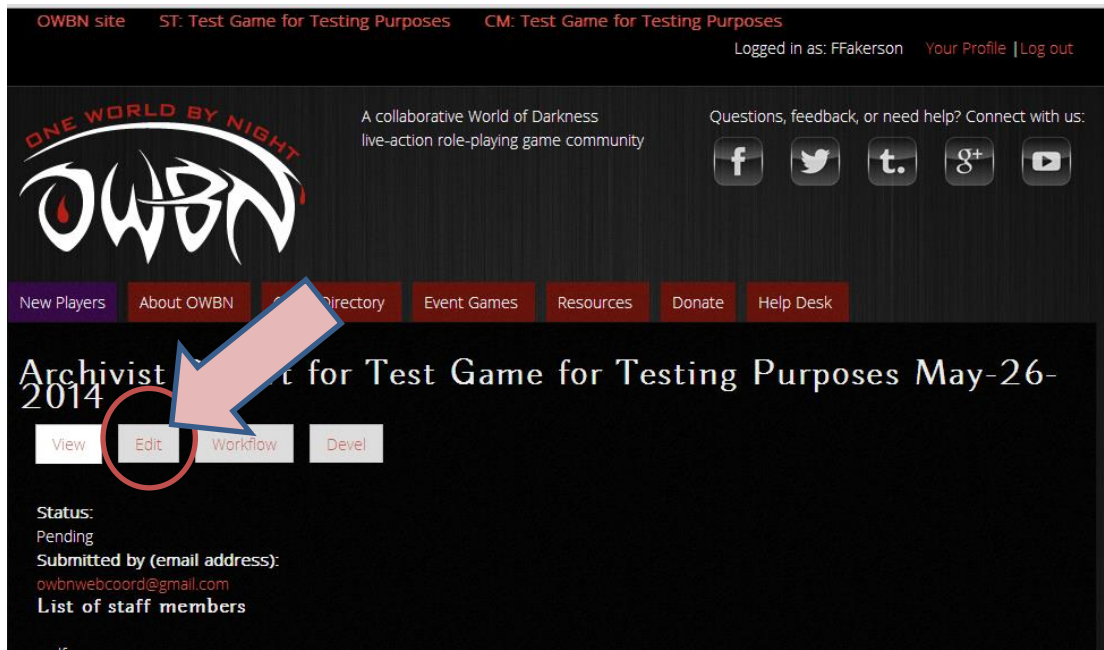 OWBN site ST: Test Game for Testing Purposes CM: Test Game for Testing Purposes
Logged in as: FFakerson Your Profile | Log out
ONE WORLD BY NIGHT
OWBN
A collaborative World of Darkness
live-action role-playing game community
Questions, feedback, or need help? Connect with us:
f t. g+
New Players About OWBN Directory Event Games Resources Donate Help Desk
Archivist for Test Game for Testing Purposes May-26-
2014
View Edit Workflow Devel
Status:
Pending
Submitted by (email address):
owbnwebcoord@gmail.com
List of staff members